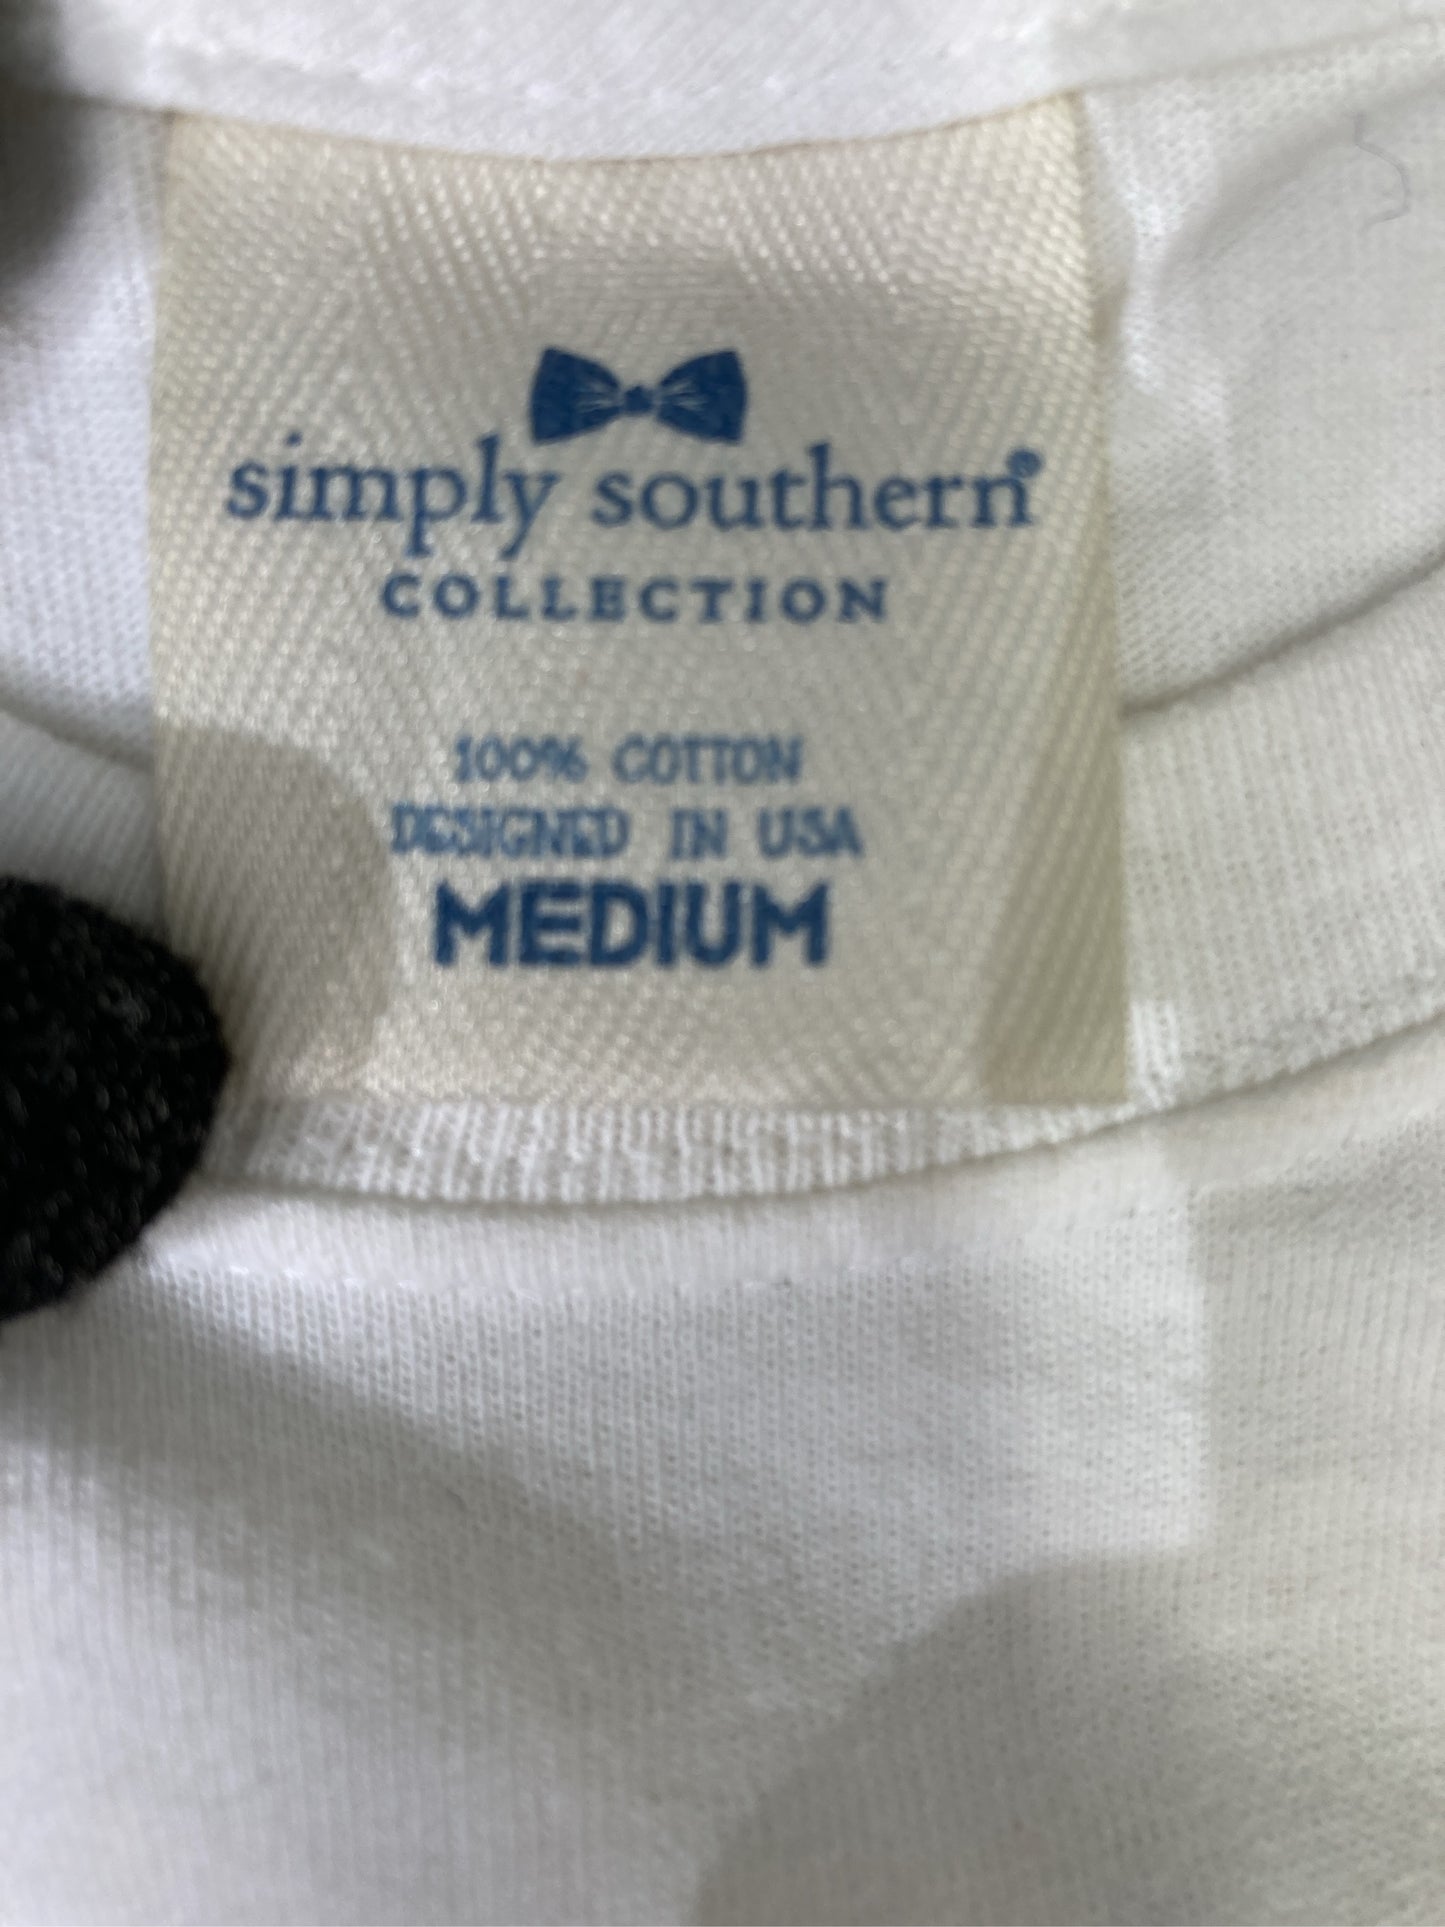 simply southern®
COLLECTION
100% COTTON
DESIGNED IN USA
MEDIUM